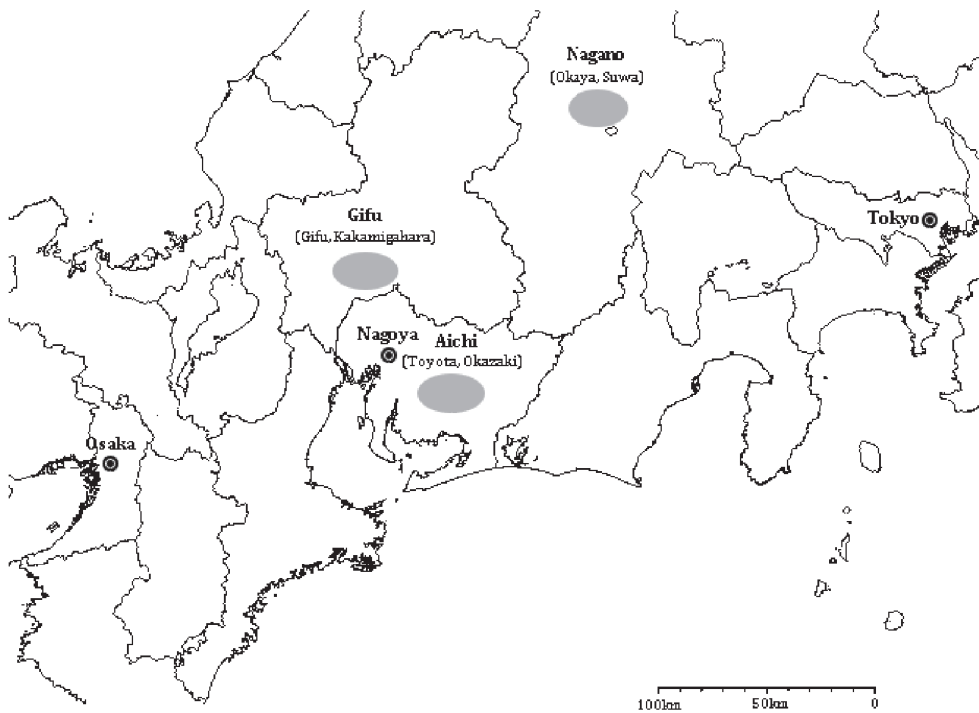 Nagano
(Okaya, Suwa)
Gifu
(Gifu, Kakamigahara)
Tokyo
Nagoya
Aichi
(Toyota, Okazaki)
Osaka
100km 50km 0